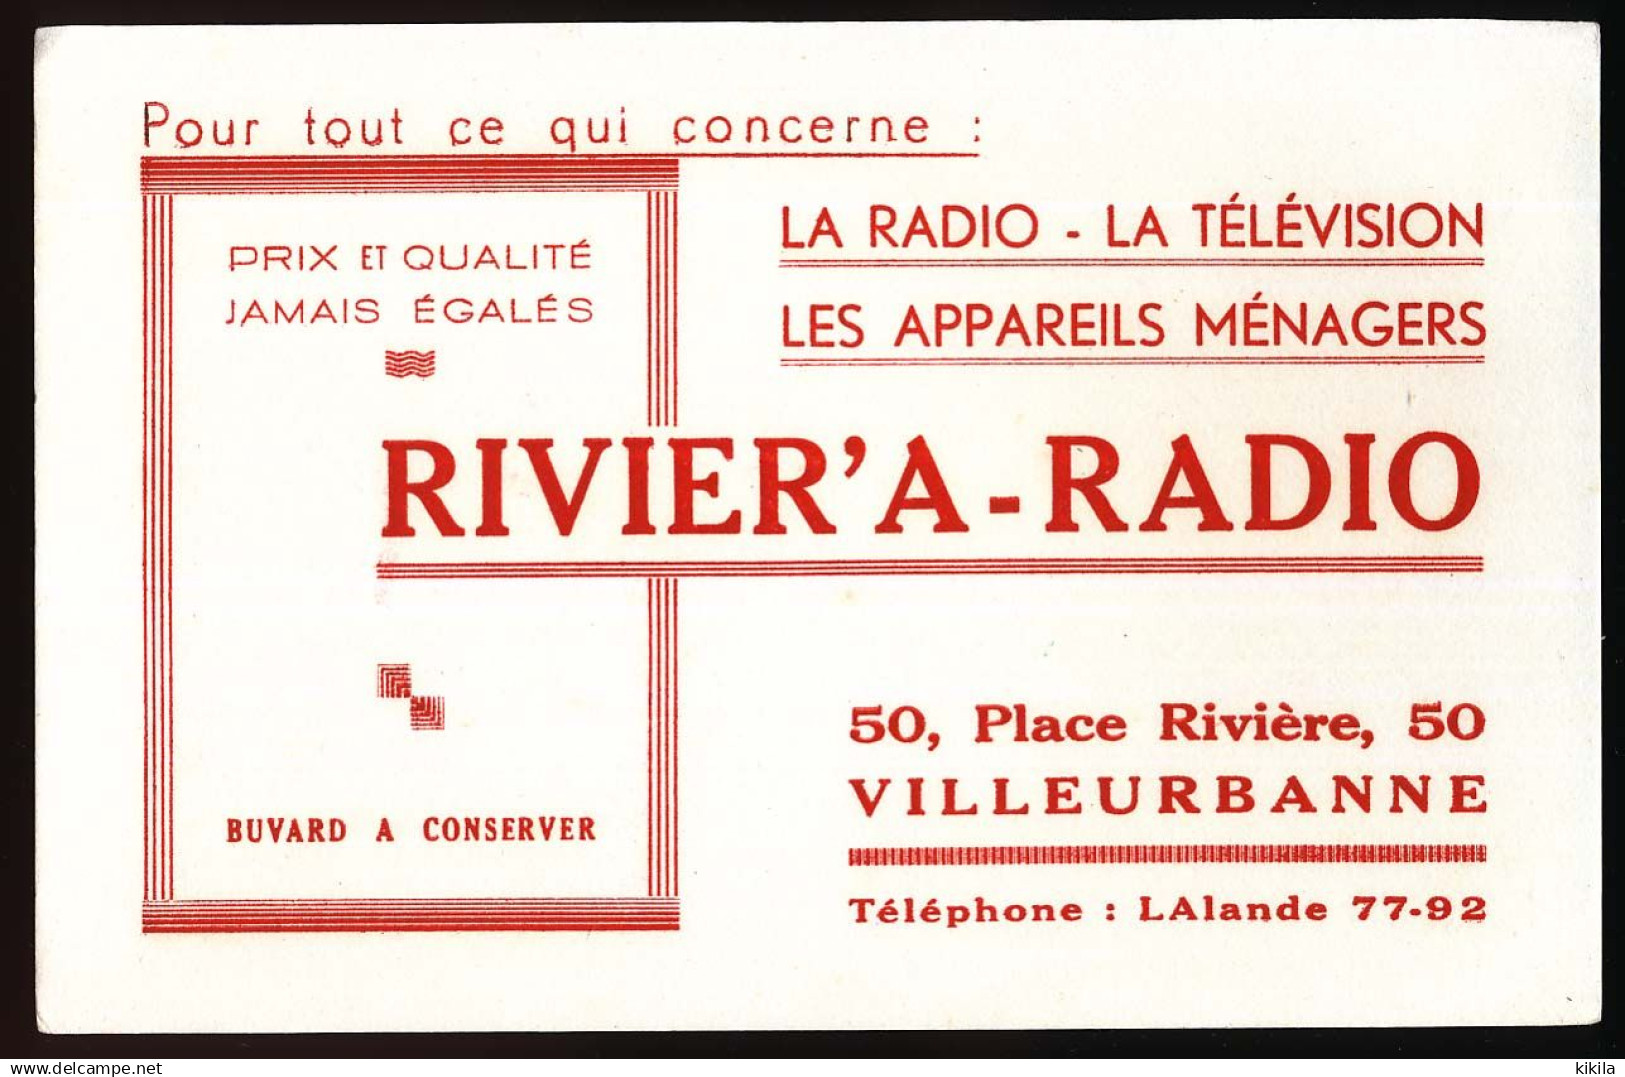 Pour tout ce qui concerne :
PRIX ET QUALITÉ
JAMAIS ÉGALÉS
LA RADIO - LA TÉLÉVISION
LES APPAREILS MÉNAGERS
RIVIER'A-RADIO
50, Place Rivière, 50
VILLEURBANNE
BUVARD A CONSERVER
Téléphone : LAlande 77-92
www.delcampe.net
kikila